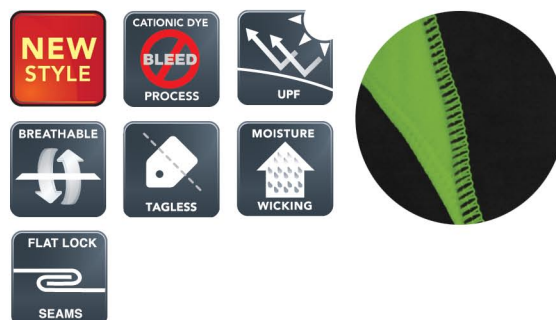 NEW
STYLE
CATIONIC DYE
BLEED
PROCESS
UPF
BREATHABLE
TAGLESS
MOISTURE
WICKING
FLAT LOCK
SEAMS